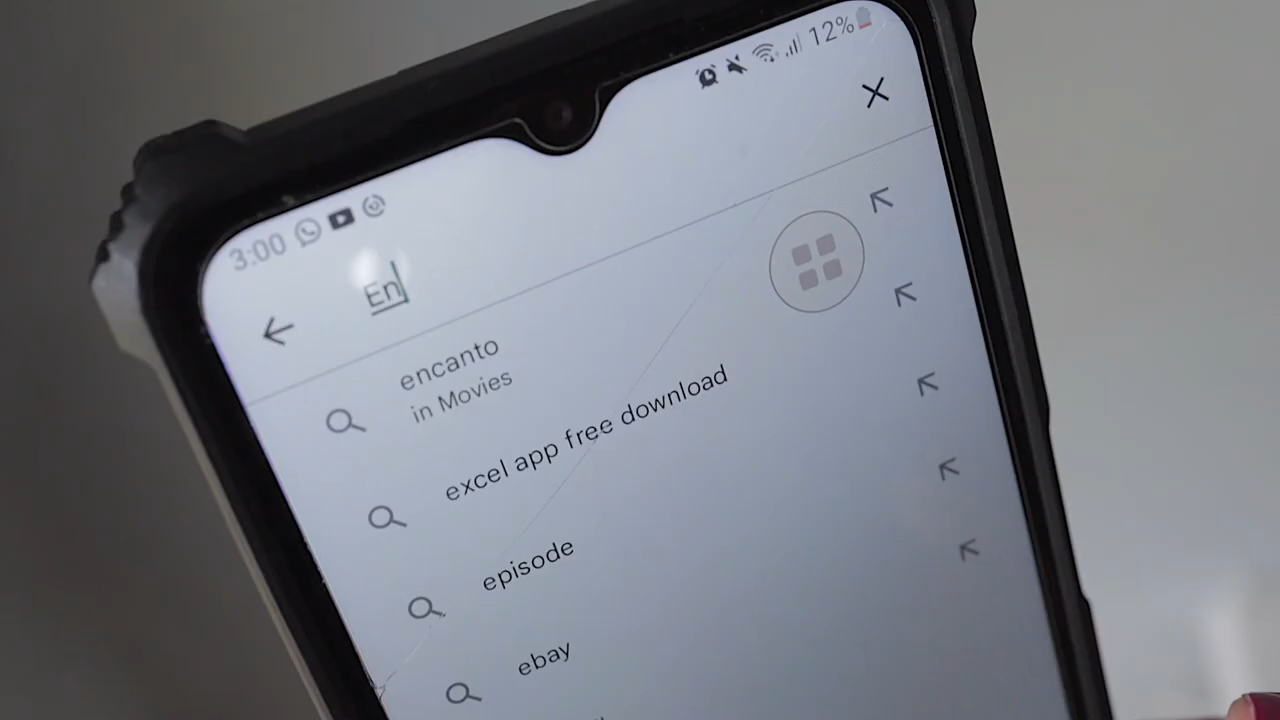 3:00
12%
En
encanto
in Movies
excel app free download
episode
ebay